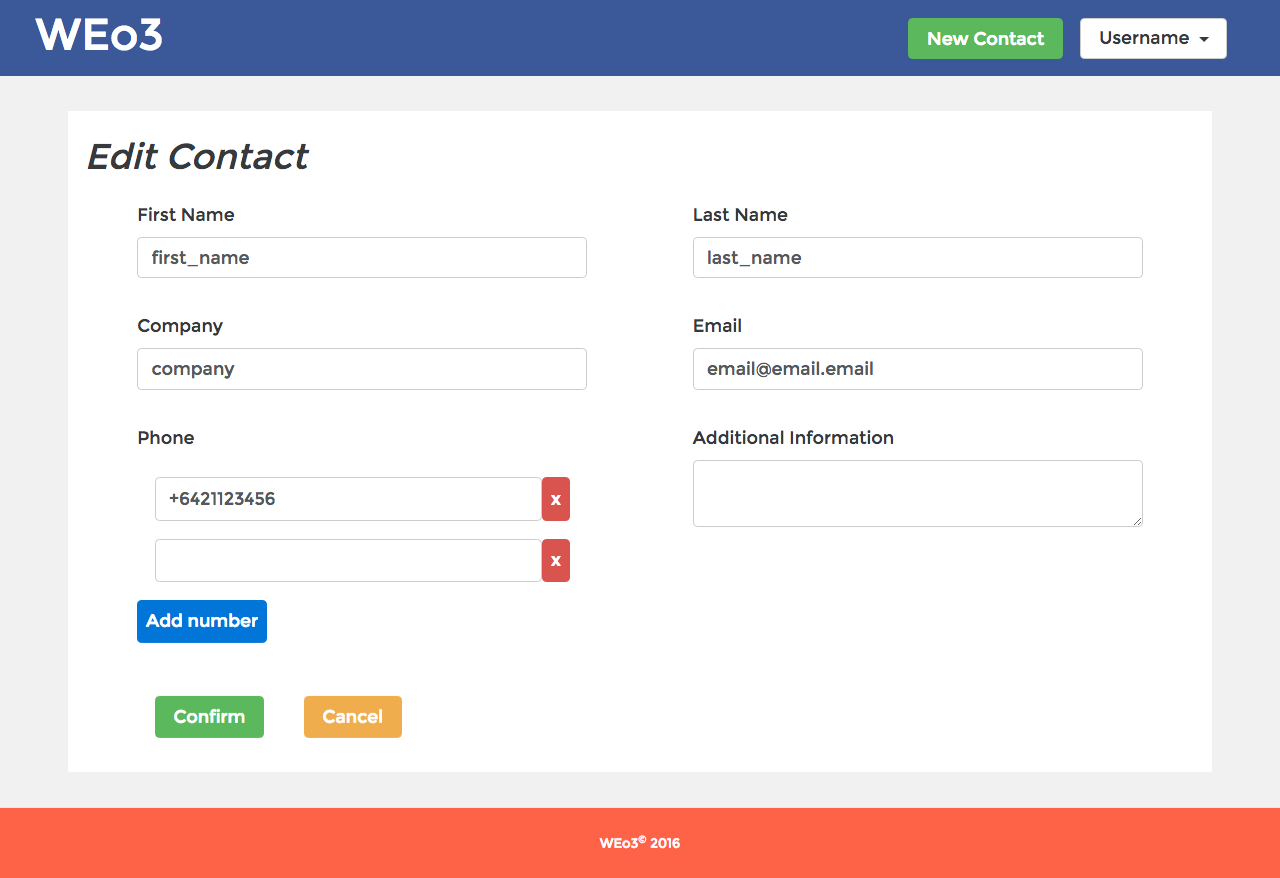 WEo3
New Contact
Username
Edit Contact
First Name
Last Name
first_name
last_name
Company
Email
company
email@email.email
Phone
Additional Information
+6421123456
x
x
Add number
Confirm
Cancel
WEo3© 2016